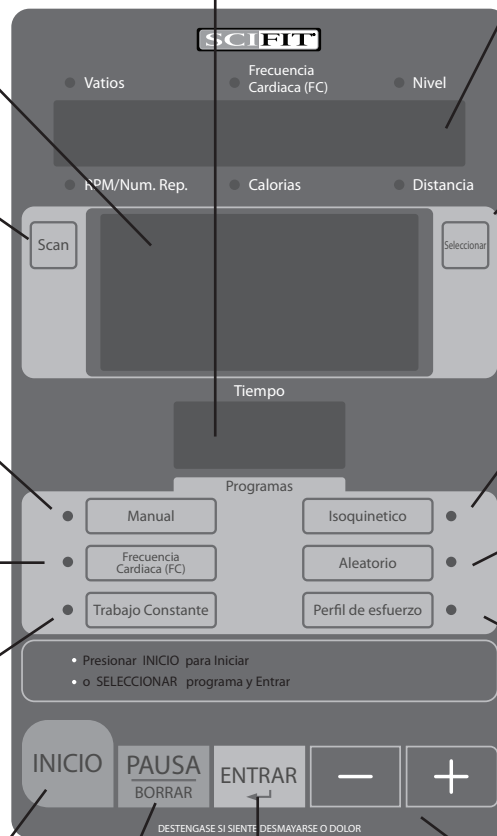 SCIFIT
Vatios
Frecuencia
Cardiaca (FC)
Nivel
RPM/Num. Rep.
Calorias
Distancia
Scan
Seleccionar
Tiempo
Programas
Manual
Isoquinetico
Frecuencia
Cardiaca (FC)
Aleatorio
Trabajo Constante
Perfil de esfuerzo
• Presionar INICIO para Iniciar
• o SELECCIONAR programa y Entrar
INICIO
PAUSA
BORRAR
ENTRAR
DESTENGASE SI SIENTE DESMAYARSE O DOLOR